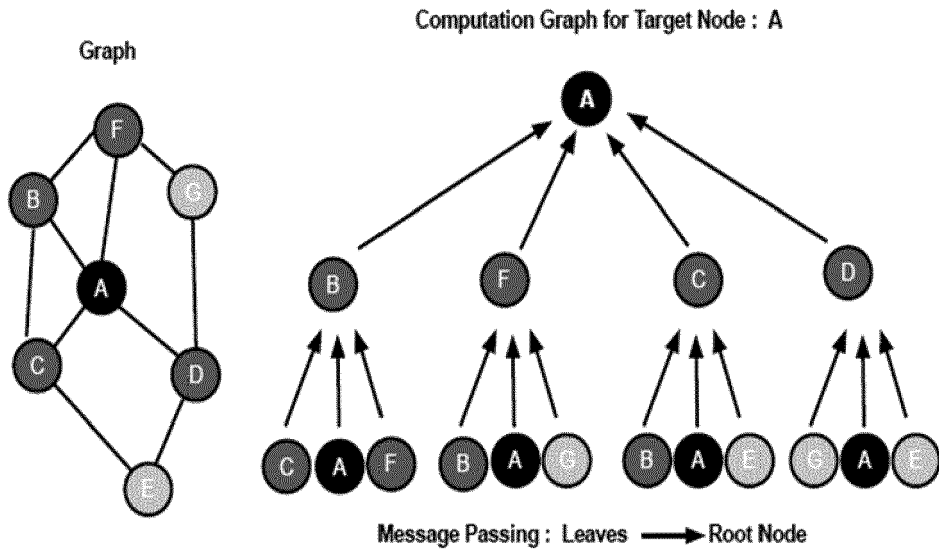 Computation Graph for Target Node : A
Graph
F
B
G
A
C
D
E
A
B F C D
C A F B A G B A E G A E
Message Passing : Leaves → Root Node